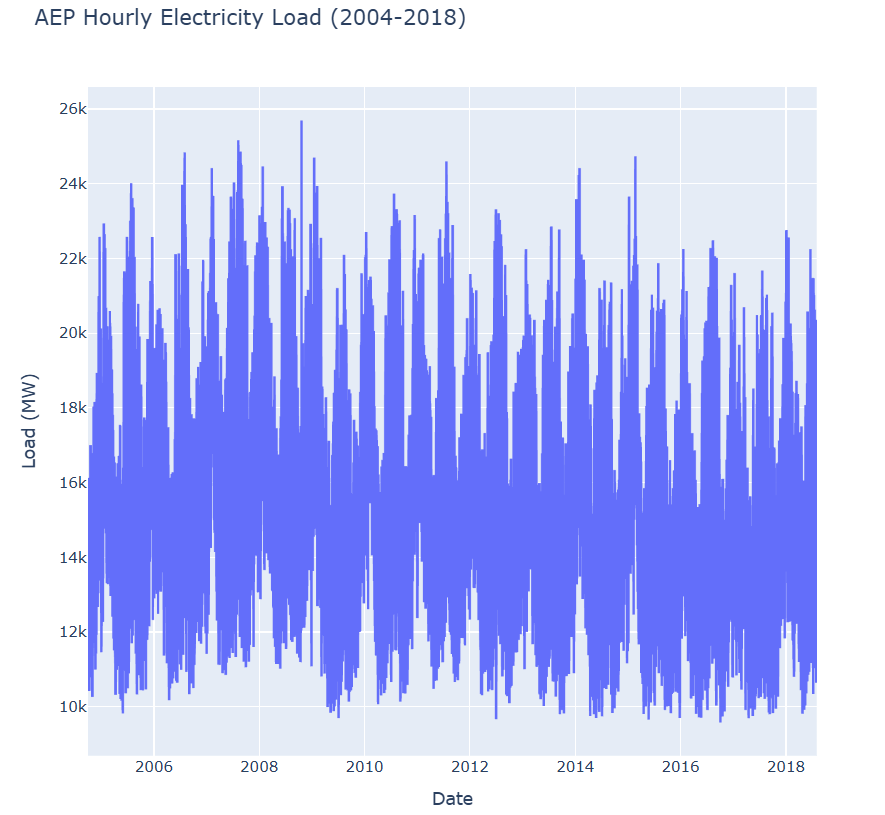 AEP Hourly Electricity Load (2004-2018)
26k
24k
22k
20k
18k
16k
14k
12k
10k
Load (MW)
2006 2008 2010 2012 2014 2016 2018
Date